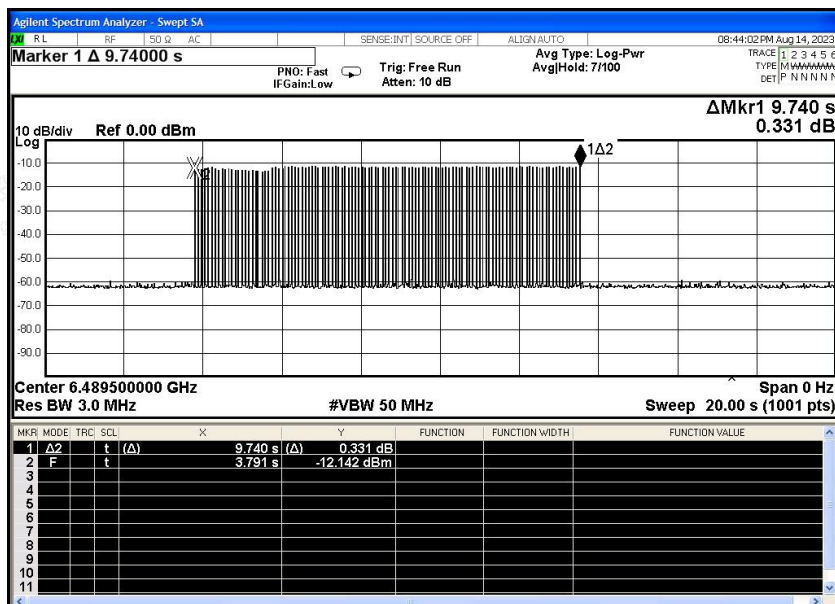 Agilent Spectrum Analyzer - Swept SA
LXI RL RF 50 Ω AC SENSE:INT SOURCE OFF ALIGN AUTO 08:44:02 PM Aug 14, 2023
Marker 1 Δ 9.74000 s
PNO: Fast
IFGain:Low
Trig: Free Run
Atten: 10 dB
Avg Type: Log-Pwr
Avg|Hold: 7/100
TRACE 1 2 3 4 5 6
TYPE M
DET P N N N N N
ΔMkr1 9.740 s
0.331 dB
10 dB/div Ref 0.00 dBm
Log
1Δ2
-10.0
2
-20.0
-30.0
-40.0
-50.0
-60.0
-70.0
-80.0
-90.0
Center 6.489500000 GHz Span 0 Hz
Res BW 3.0 MHz #VBW 50 MHz Sweep 20.00 s (1001 pts)
MKR MODE TRC SCL X Y FUNCTION FUNCTION WIDTH FUNCTION VALUE
1 Δ2 t (Δ) 9.740 s (Δ) 0.331 dB
2 F t 3.791 s -12.142 dBm
3
4
5
6
7
8
9
10
11